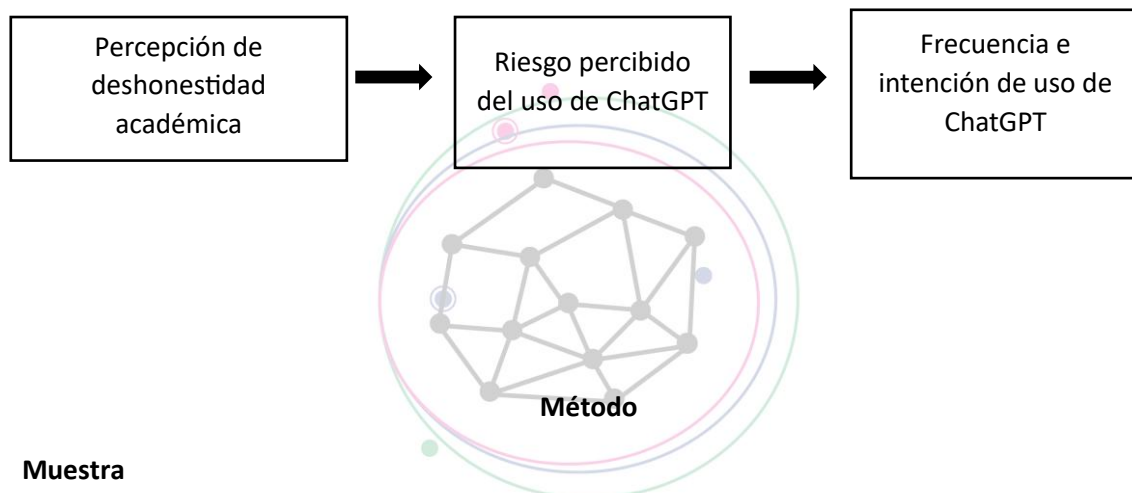 Percepción de
deshonestidad
académica
Riesgo percibido
del uso de ChatGPT
Frecuencia e
intención de uso de
ChatGPT
Método
Muestra